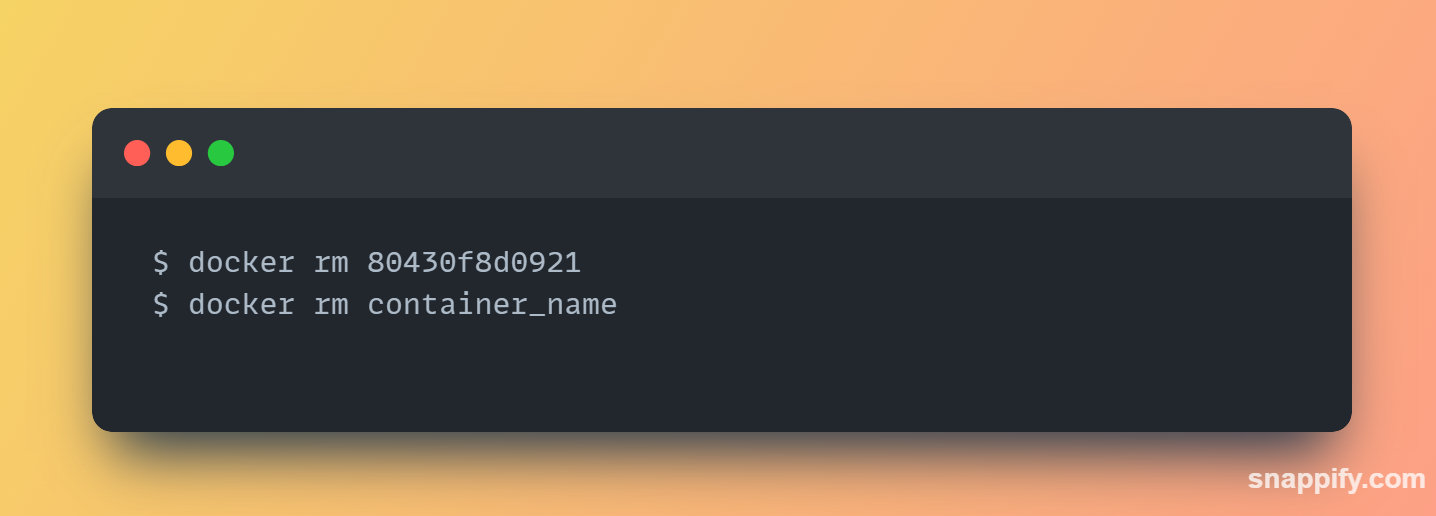 $ docker rm 80430f8d0921
$ docker rm container_name
snappify.com